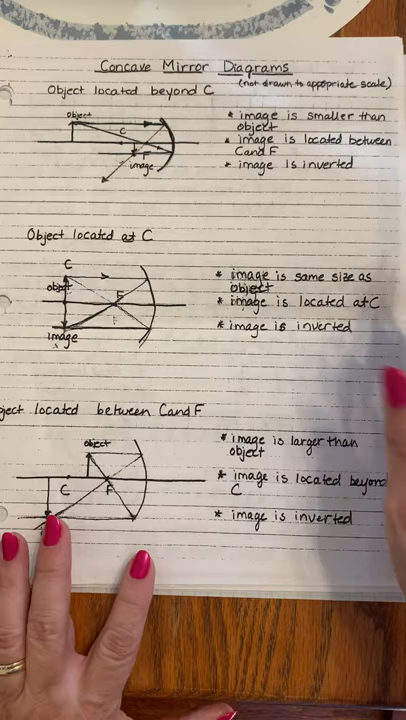 Concave Mirror Diagrams
(not drawn to appropriate scale)
Object located beyond C
object
C
F
image
* image is smaller than
object
* image is located between
C and F
* image is inverted
Object located at C
C
object
F
image
* image is same size as
object
* image is located at C
* image is inverted
ject located between C and F
object
C
F
* image is larger than
object
* image is located beyond
C
* image is inverted